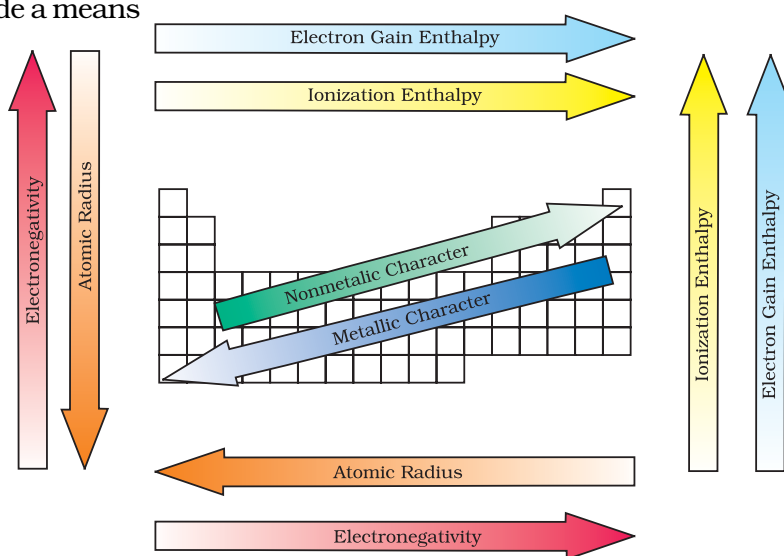 de a means
Electron Gain Enthalpy
Ionization Enthalpy
Electronegativity
Atomic Radius
Nonmetalic Character
Metallic Character
Ionization Enthalpy
Electron Gain Enthalpy
Atomic Radius
Electronegativity